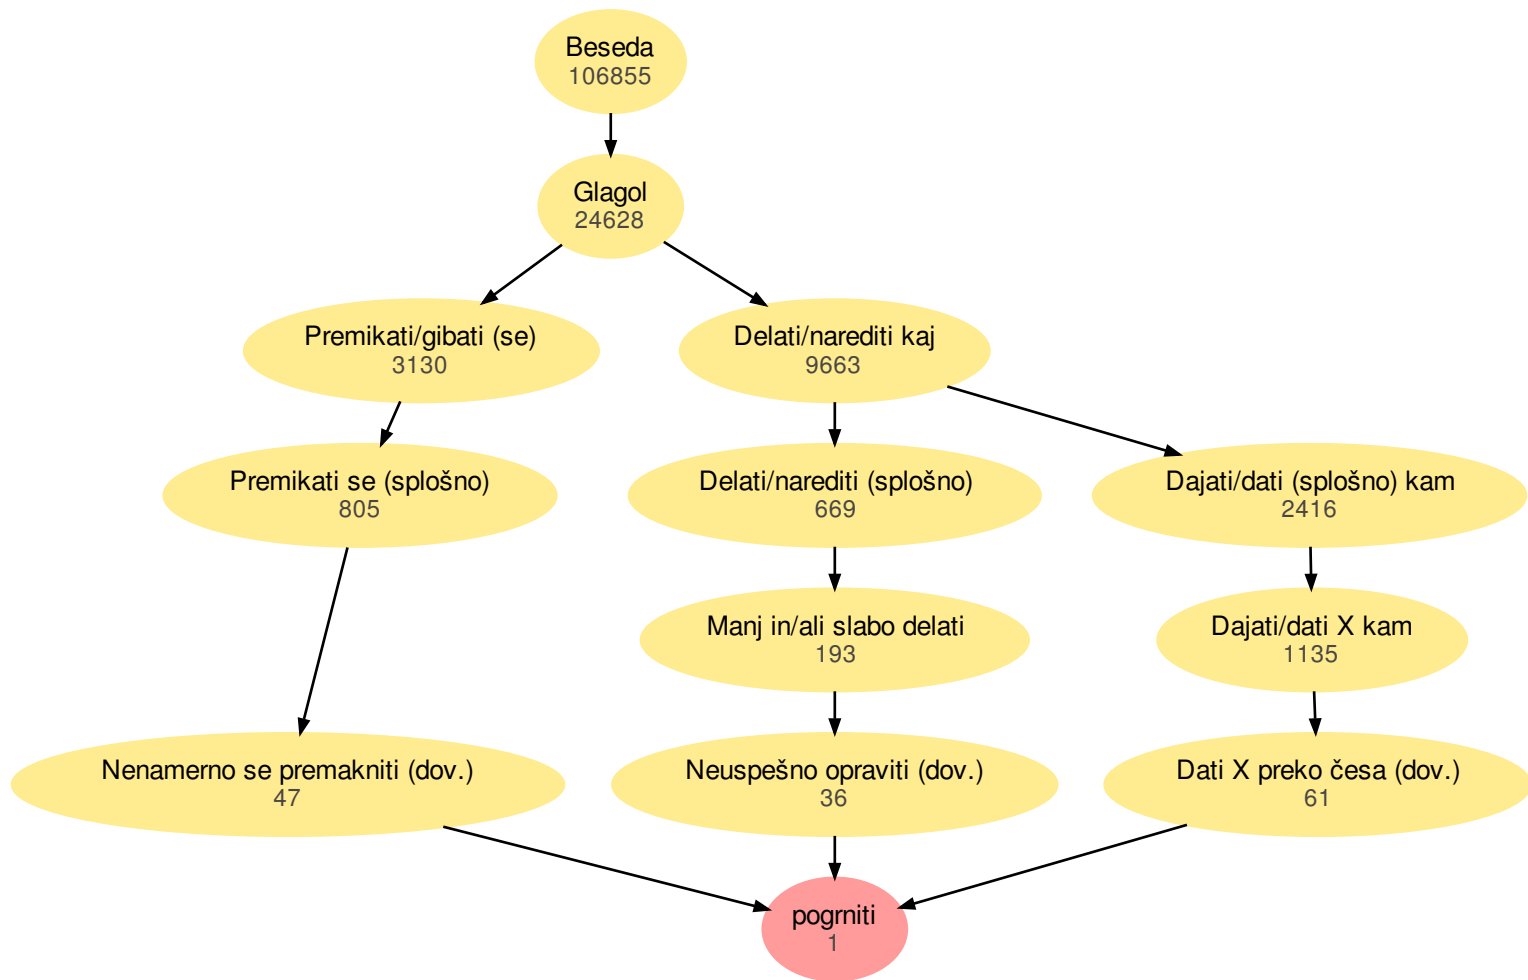 Beseda
106855
Glagol
24628
Premikati/gibati (se)
3130
Delati/narediti kaj
9663
Premikati se (splošno)
805
Delati/narediti (splošno)
669
Dajati/dati (splošno) kam
2416
Manj in/ali slabo delati
193
Dajati/dati X kam
1135
Nenamerno se premakniti (dov.)
47
Neuspešno opraviti (dov.)
36
Dati X preko česa (dov.)
61
pogrniti
1